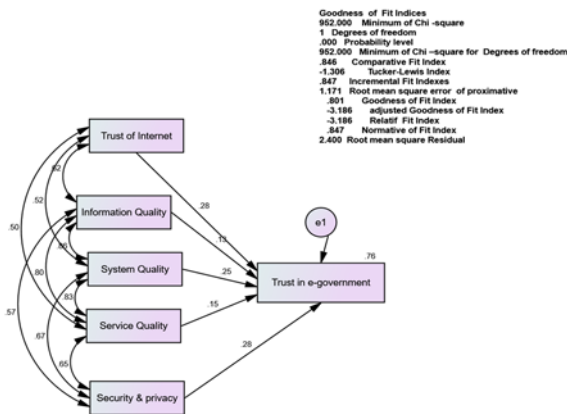 Goodness of Fit Indices
952.000 Minimum of Chi -square
1 Degrees of freedom
.000 Probability level
952.000 Minimum of Chi –square for Degrees of freedom
.846 Comparative Fit Index
-1.306 Tucker-Lewis Index
.847 Incremental Fit Indexes
1.171 Root mean square error of proximative
.801 Goodness of Fit Index
-3.186 adjusted Goodness of Fit Index
-3.186 Relatif Fit Index
.847 Normative of Fit Index
2.400 Root mean square Residual
Trust of Internet
.62
.52
.28
.50
Information Quality
e1
.13
.76
.80
System Quality
.25
Trust in e-government
.83
.57
.15
Service Quality
.67
.28
.65
Security & privacy